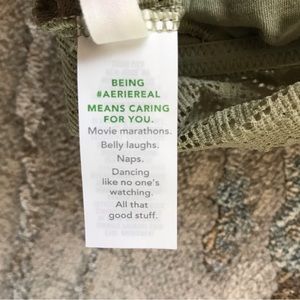 BEING
#AERIEREAL
MEANS CARING
FOR YOU.
Movie marathons.
Belly laughs.
Naps.
Dancing
like no one's
watching.
All that
good stuff.